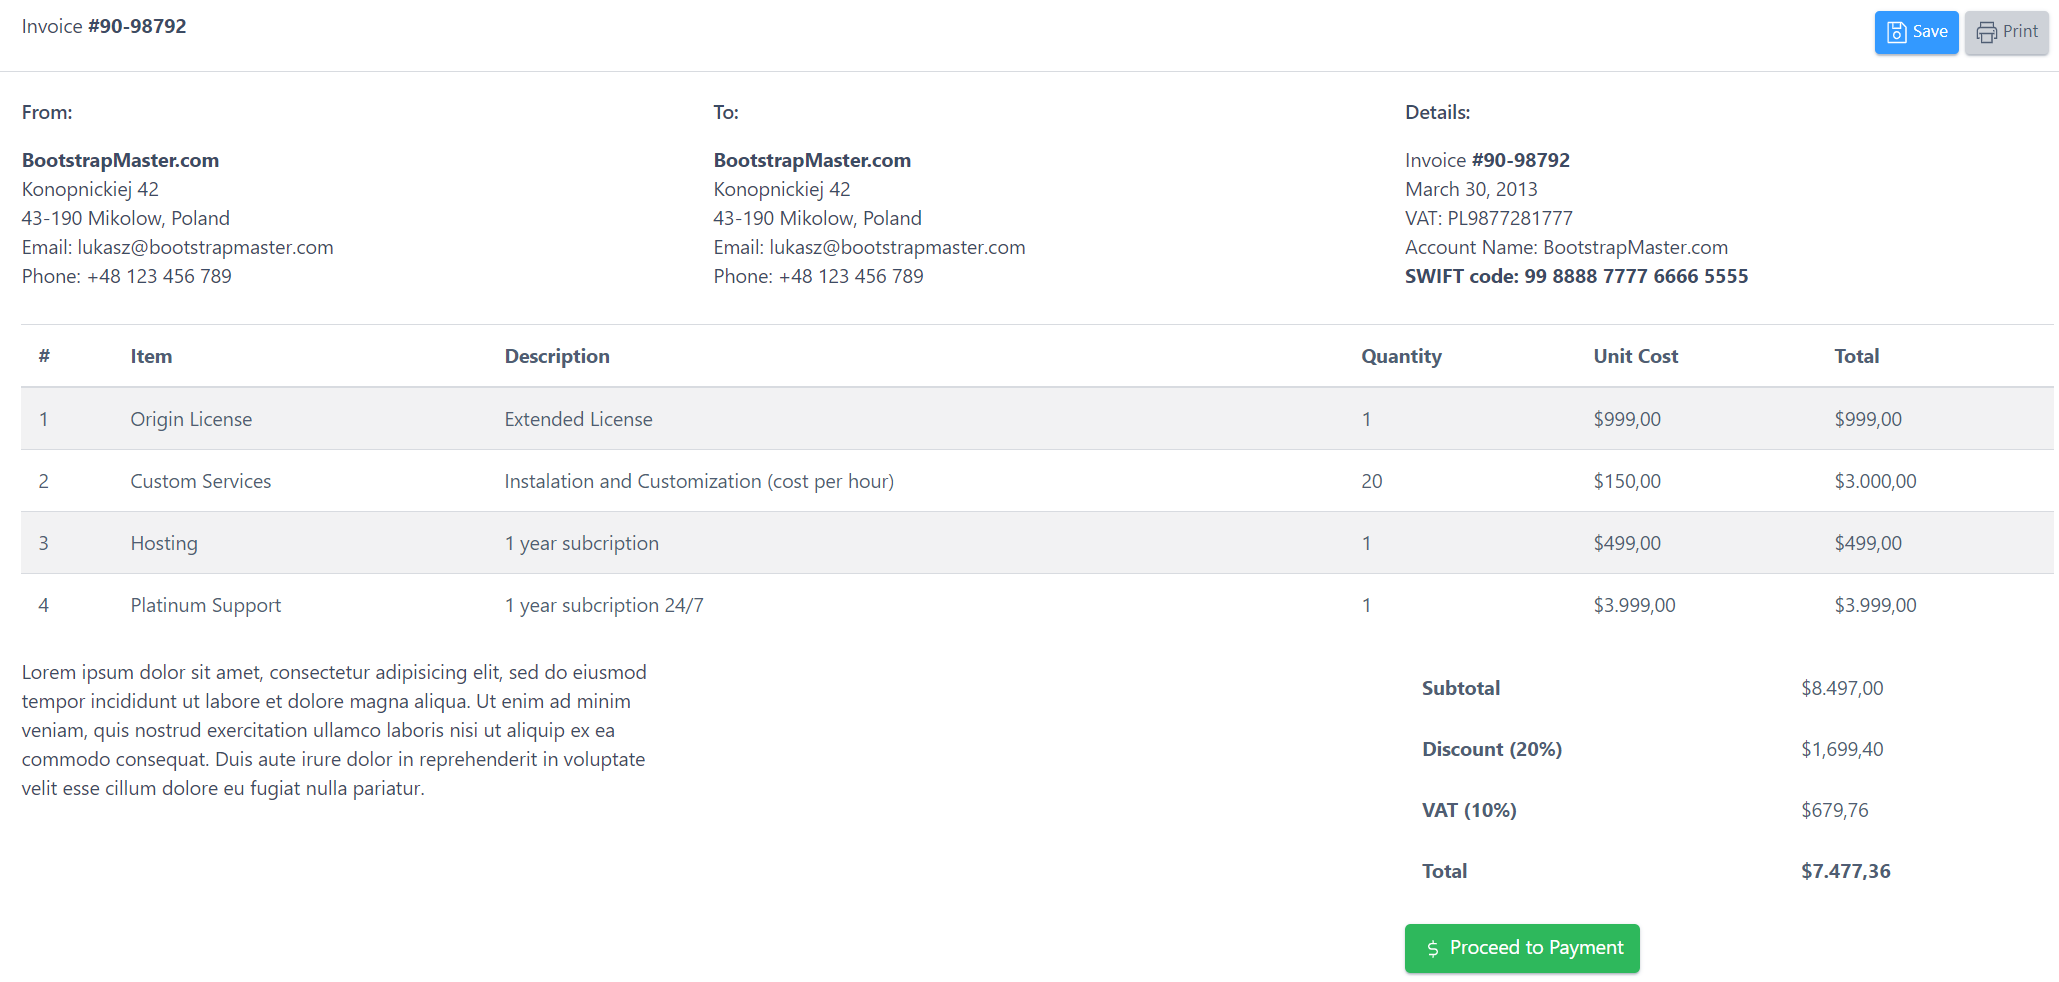 Invoice #90-98792
Save
Print
From:
BootstrapMaster.com
Konopnickiej 42
43-190 Mikolow, Poland
Email: lukasz@bootstrapmaster.com
Phone: +48 123 456 789
To:
BootstrapMaster.com
Konopnickiej 42
43-190 Mikolow, Poland
Email: lukasz@bootstrapmaster.com
Phone: +48 123 456 789
Details:
Invoice #90-98792
March 30, 2013
VAT: PL9877281777
Account Name: BootstrapMaster.com
SWIFT code: 99 8888 7777 6666 5555
# Item Description Quantity Unit Cost Total
1 Origin License Extended License 1 $999,00 $999,00
2 Custom Services Instalation and Customization (cost per hour) 20 $150,00 $3.000,00
3 Hosting 1 year subcription 1 $499,00 $499,00
4 Platinum Support 1 year subcription 24/7 1 $3.999,00 $3.999,00
Lorem ipsum dolor sit amet, consectetur adipisicing elit, sed do eiusmod
tempor incididunt ut labore et dolore magna aliqua. Ut enim ad minim
veniam, quis nostrud exercitation ullamco laboris nisi ut aliquip ex ea
commodo consequat. Duis aute irure dolor in reprehenderit in voluptate
velit esse cillum dolore eu fugiat nulla pariatur.
Subtotal $8.497,00
Discount (20%) $1,699,40
VAT (10%) $679,76
Total $7.477,36
$ Proceed to Payment